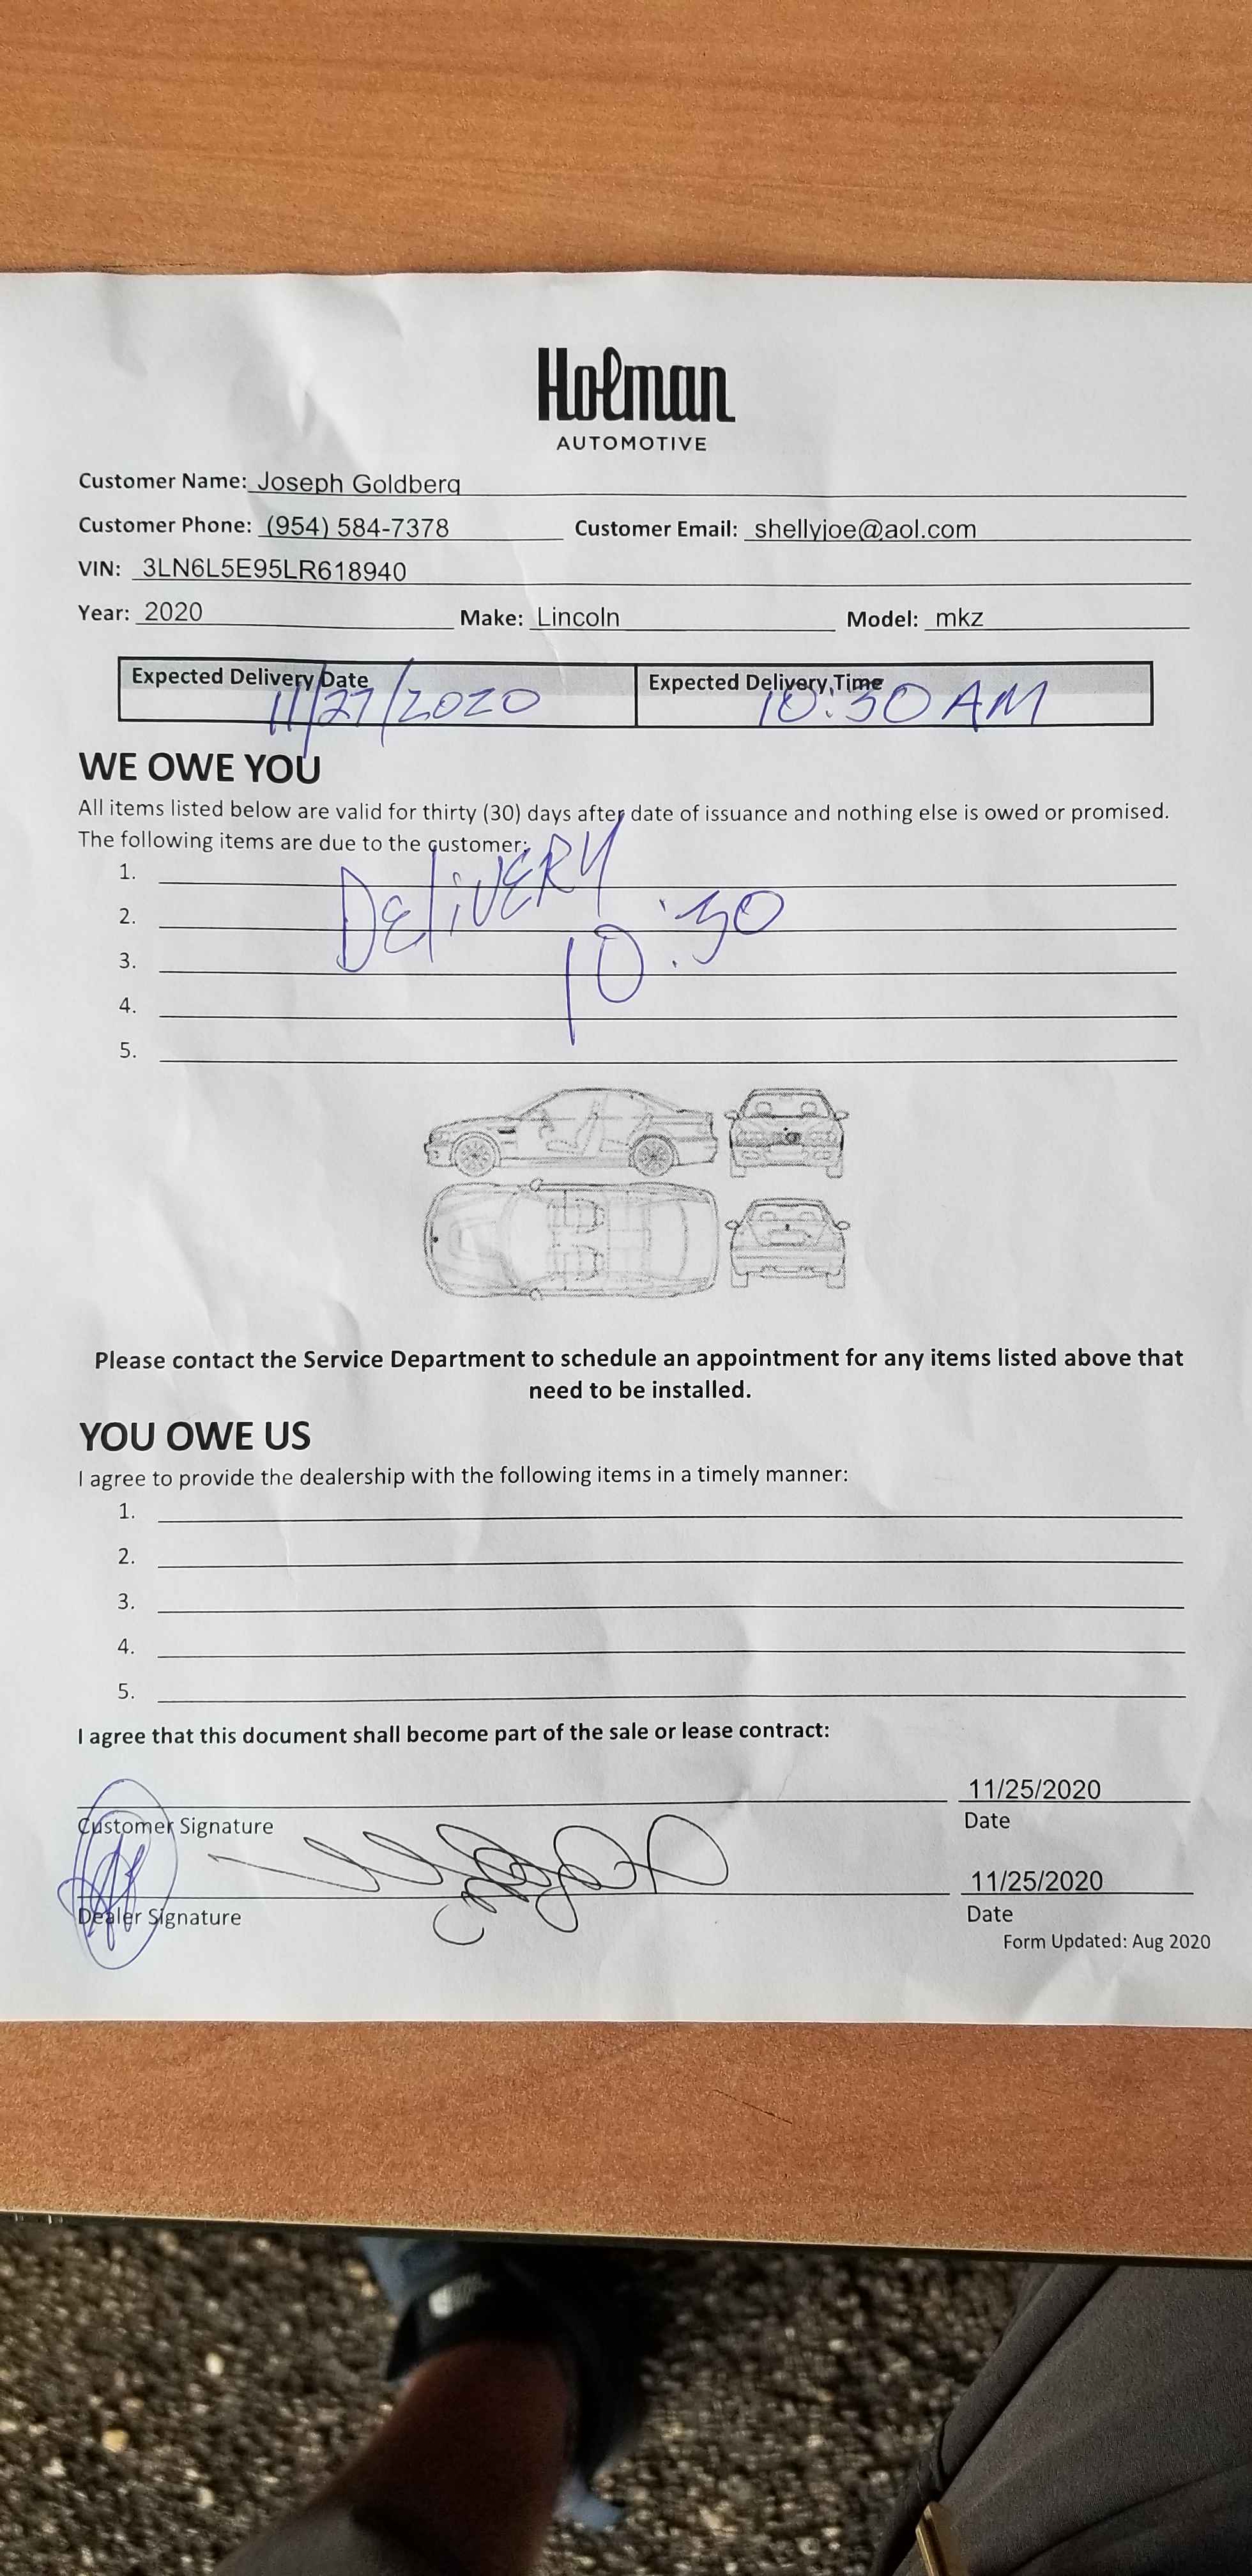 Holman
AUTOMOTIVE
Customer Name: Joseph Goldberg
Customer Phone: (954) 584-7378 Customer Email: shellyjoe@aol.com
VIN: 3LN6L5E95LR618940
Year: 2020 Make: Lincoln Model: mkz
Expected Delivery Date Expected Delivery Time
11/27/2020 10:30 AM
WE OWE YOU
All items listed below are valid for thirty (30) days after date of issuance and nothing else is owed or promised.
The following items are due to the customer:
1.
DELIVERY
2.
10:30
3.
4.
5.
Please contact the Service Department to schedule an appointment for any items listed above that
need to be installed.
YOU OWE US
I agree to provide the dealership with the following items in a timely manner:
1.
2.
3.
4.
5.
I agree that this document shall become part of the sale or lease contract:
11/25/2020
Customer Signature Date
11/25/2020
Dealer Signature Date
Form Updated: Aug 2020